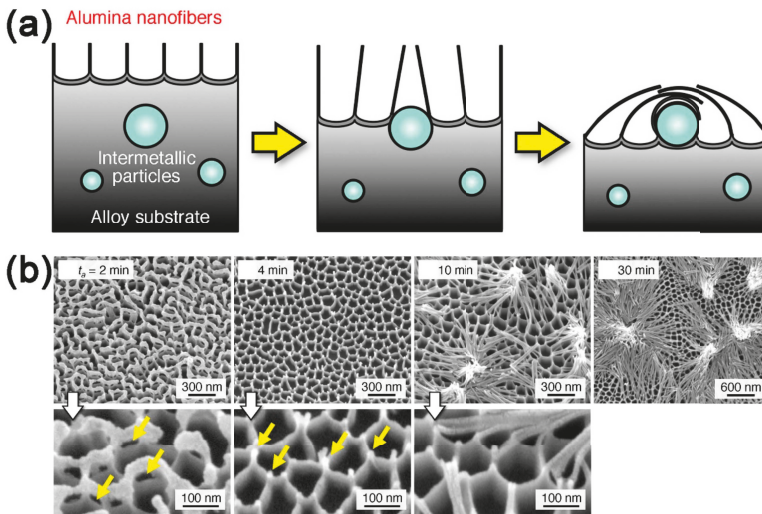 (a)
Alumina nanofibers
Intermetallic
particles
Alloy substrate
(b)
tₐ = 2 min
4 min
10 min
30 min
300 nm
300 nm
300 nm
600 nm
100 nm
100 nm
100 nm